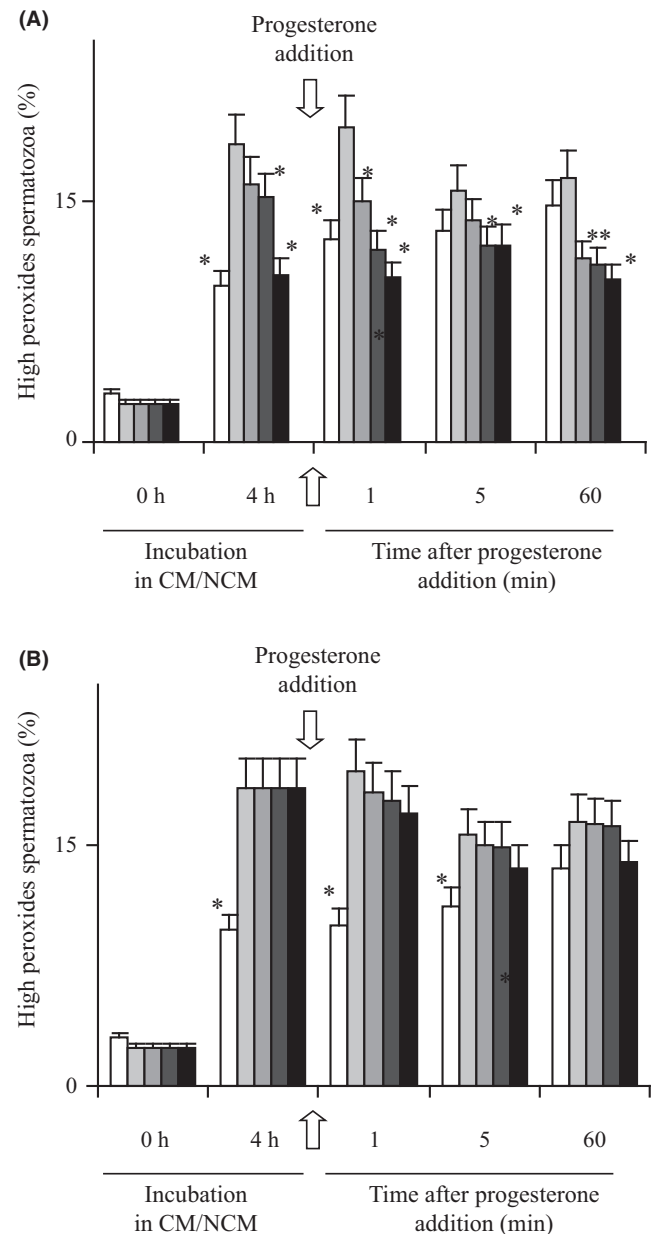 (A)
Progesterone
addition
High peroxides spermatozoa (%)
15
0
* * * * * * * * * * ** *
0 h 4 h 1 5 60
Incubation
in CM/NCM
Time after progesterone
addition (min)
(B)
Progesterone
addition
High peroxides spermatozoa (%)
15
0
* * * *
0 h 4 h 1 5 60
Incubation
in CM/NCM
Time after progesterone
addition (min)